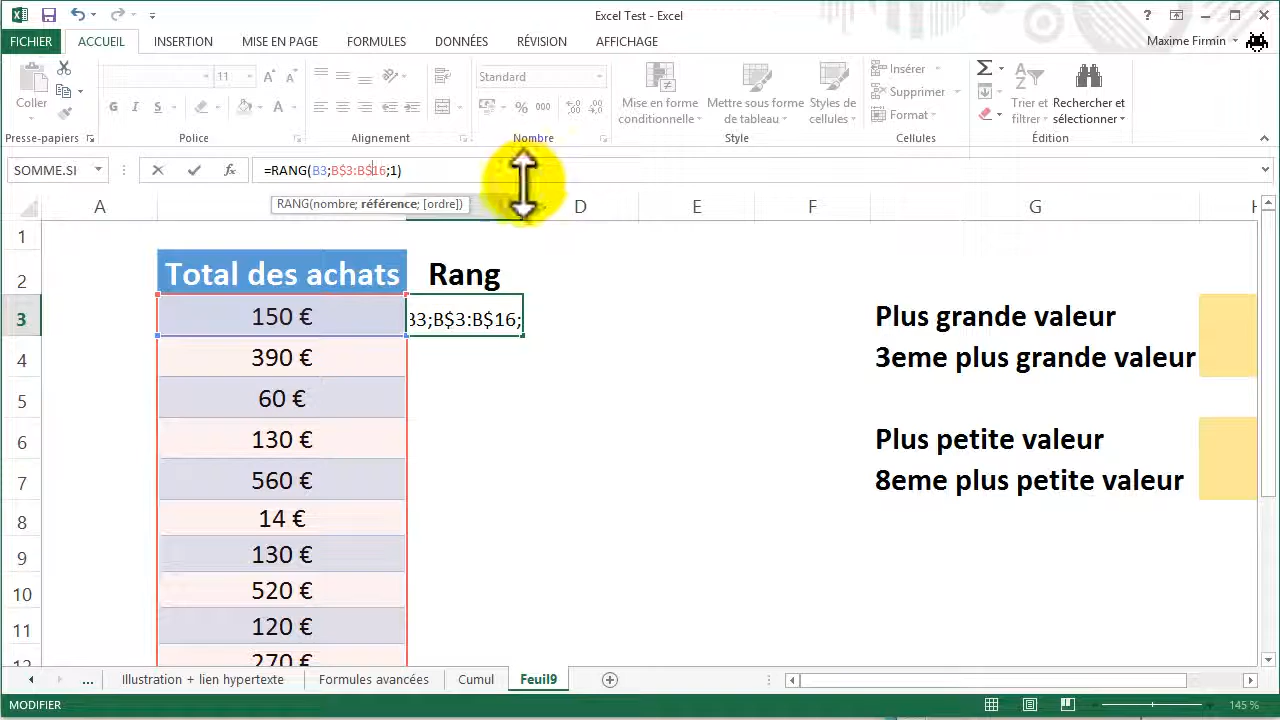 Excel Test - Excel
FICHIER ACCUEIL INSERTION MISE EN PAGE FORMULES DONNÉES RÉVISION AFFICHAGE Maxime Firmin
Coller
11
G I S A
Standard
% 000
Mise en forme conditionnelle
Mettre sous forme de tableau
Styles de cellules
Insérer
Supprimer
Format
Trier et filtrer
Rechercher et sélectionner
Presse-papiers Police Alignement Nombre Style Cellules Édition
SOMME.SI =RANG(B3;B$3:B$16;1)
RANG(nombre; référence; [ordre])
A D E F G H
1
2 Total des achats Rang
3 150 € B3;B$3:B$16; Plus grande valeur
4 390 € 3eme plus grande valeur
5 60 €
6 130 € Plus petite valeur
7 560 € 8eme plus petite valeur
8 14 €
9 130 €
10 520 €
11 120 €
12 270 €
... Illustration + lien hypertexte Formules avancées Cumul Feuil9
MODIFIER 145 %